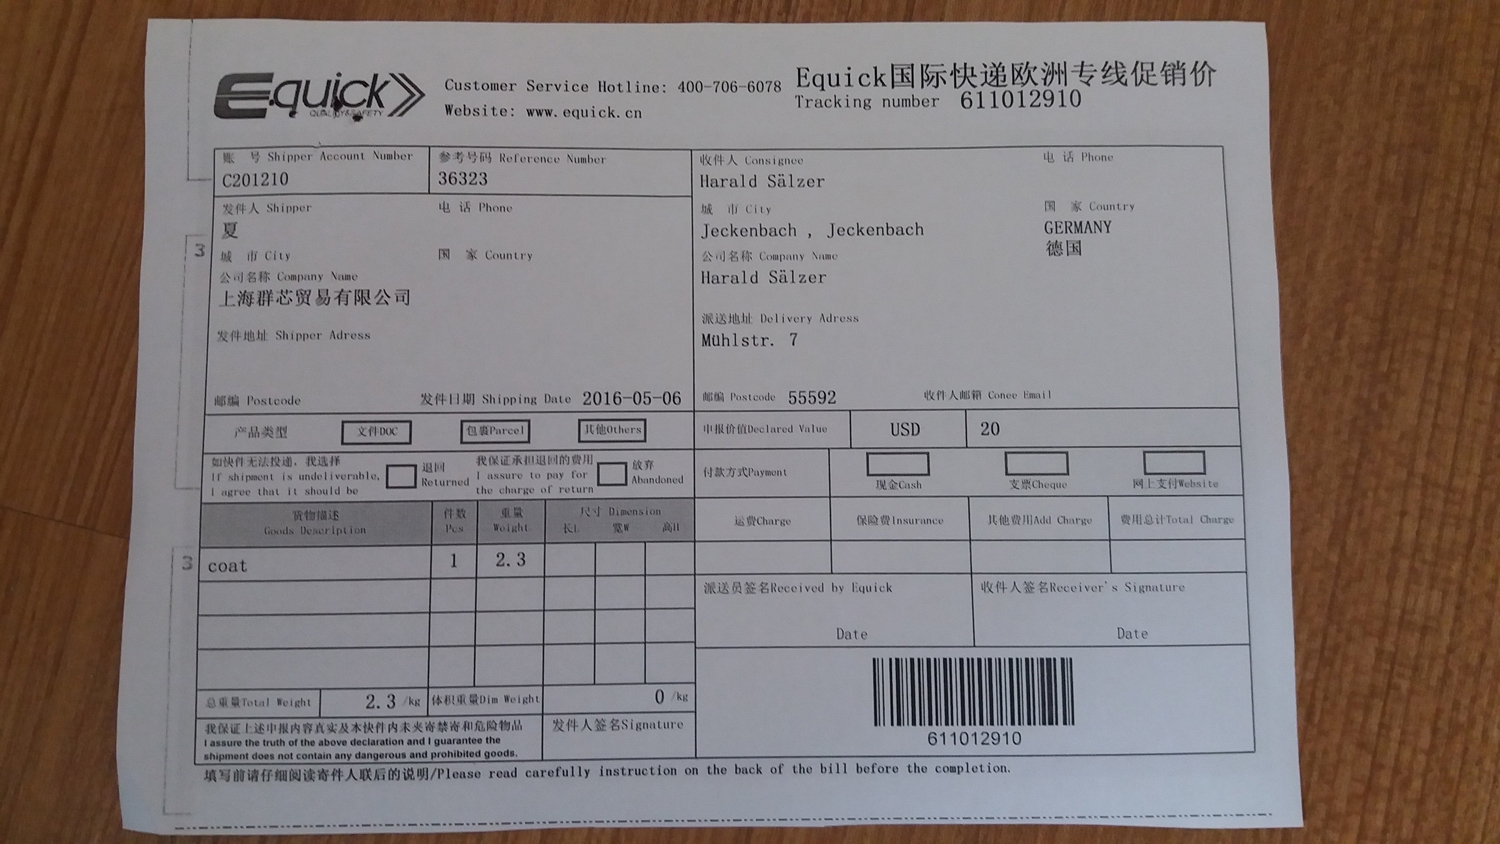 Equick
QUALITY&SAFETY
Customer Service Hotline: 400-706-6078
Website: www.equick.cn
Equick国际快递欧洲专线促销价
Tracking number 611012910
账 号 Shipper Account Number
C201210
参考号码 Reference Number
36323
发件人 Shipper
电 话 Phone
夏
城 市 City
国 家 Country
公司名称 Company Name
上海群芯贸易有限公司
发件地址 Shipper Adress
邮编 Postcode
发件日期 Shipping Date 2016-05-06
收件人 Consignee
电 话 Phone
Harald Sälzer
城 市 City
国 家 Country
Jeckenbach , Jeckenbach
GERMANY
德国
公司名称 Company Name
Harald Sälzer
派送地址 Delivery Adress
Mühlstr. 7
邮编 Postcode 55592
收件人邮箱 Conee Email
产品类型
文件DOC
包裹Parcel
其他Others
申报价值Declared Value
USD
20
如快件无法投递, 我选择
If shipment is undeliverable,
I agree that it should be
退回
Returned
我保证承担退回的费用
I assure to pay for
the charge of return
放弃
Abandoned
付款方式Payment
现金Cash
支票Cheque
网上支付Website
货物描述
Goods Description
件数
Pcs
重量
Weight
尺寸 Dimension
长L 宽W 高H
运费Charge
保险费Insurance
其他费用Add Charge
费用总计Total Charge
coat
1
2.3
派送员签名Received by Equick
Date
收件人签名Receiver's Signature
Date
总重量Total Weight
2.3 /kg
体积重量Dim Weight
0 /kg
我保证上述申报内容真实及本快件内未夹寄禁寄和危险物品
I assure the truth of the above declaration and I guarantee the
shipment does not contain any dangerous and prohibited goods.
发件人签名Signature
611012910
填写前请仔细阅读寄件人联后的说明/Please read carefully instruction on the back of the bill before the completion.
3
3